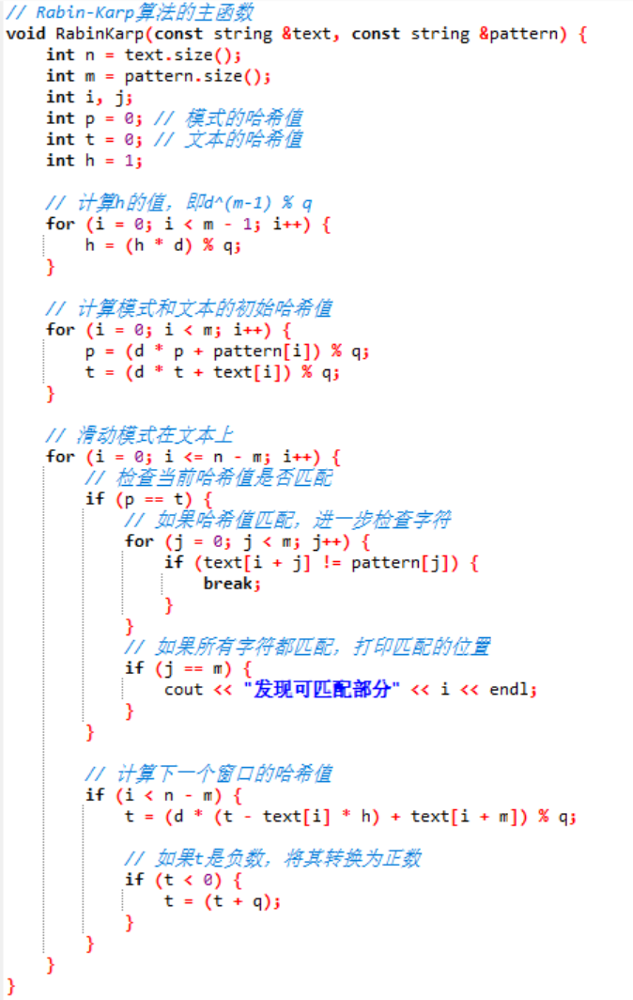 // Rabin-Karp算法的主函数
void RabinKarp(const string &text, const string &pattern) {
    int n = text.size();
    int m = pattern.size();
    int i, j;
    int p = 0; // 模式的哈希值
    int t = 0; // 文本的哈希值
    int h = 1;

    // 计算h的值，即d^(m-1) % q
    for (i = 0; i < m - 1; i++) {
        h = (h * d) % q;
    }

    // 计算模式和文本的初始哈希值
    for (i = 0; i < m; i++) {
        p = (d * p + pattern[i]) % q;
        t = (d * t + text[i]) % q;
    }

    // 滑动模式在文本上
    for (i = 0; i <= n - m; i++) {
        // 检查当前哈希值是否匹配
        if (p == t) {
            // 如果哈希值匹配，进一步检查字符
            for (j = 0; j < m; j++) {
                if (text[i + j] != pattern[j]) {
                    break;
                }
            }
            // 如果所有字符都匹配，打印匹配的位置
            if (j == m) {
                cout << "发现可匹配部分" << i << endl;
            }
        }

        // 计算下一个窗口的哈希值
        if (i < n - m) {
            t = (d * (t - text[i] * h) + text[i + m]) % q;

            // 如果t是负数，将其转换为正数
            if (t < 0) {
                t = (t + q);
            }
        }
    }
}